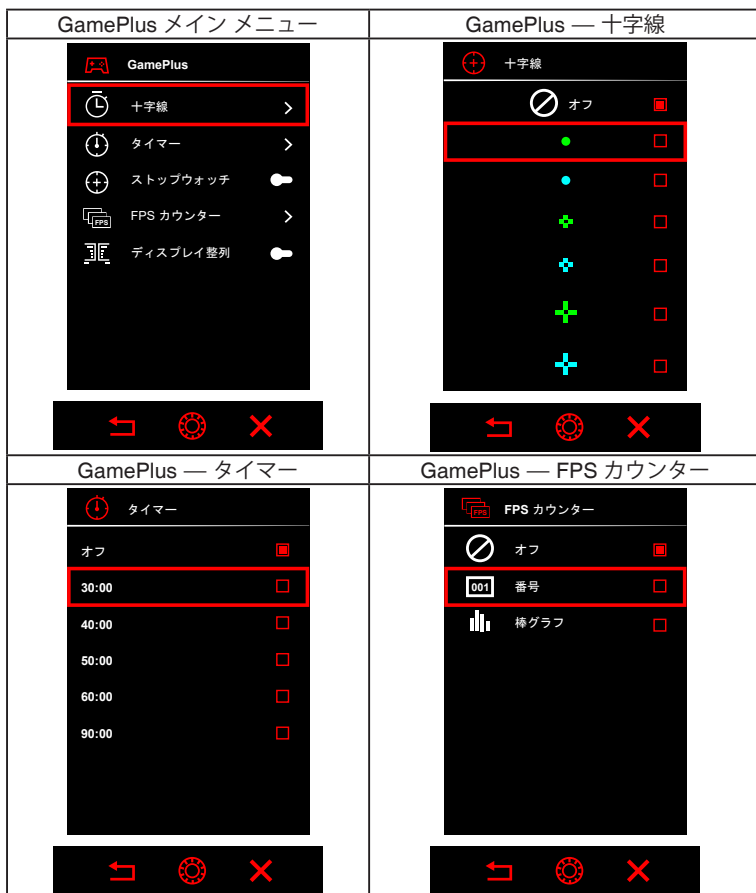 GamePlus メイン メニュー
GamePlus — 十字線
GamePlus
十字線
タイマー
ストップウォッチ
FPS
FPS カウンター
ディスプレイ整列
十字線
オフ
GamePlus — タイマー
GamePlus — FPS カウンター
タイマー
オフ
30:00
40:00
50:00
60:00
90:00
FPS
FPS カウンター
オフ
001
番号
棒グラフ